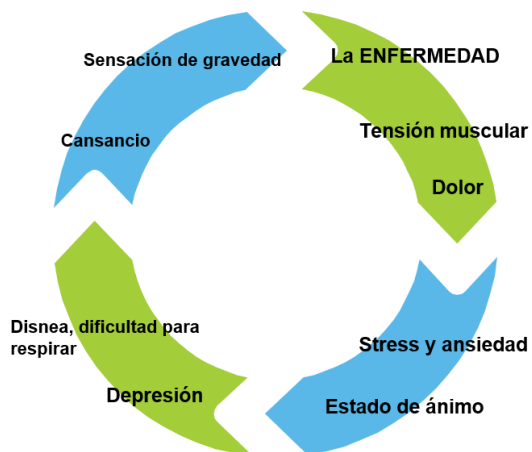 Sensación de gravedad
La ENFERMEDAD
Cansancio
Tensión muscular
Dolor
Disnea, dificultad para
respirar
Stress y ansiedad
Depresión
Estado de ánimo